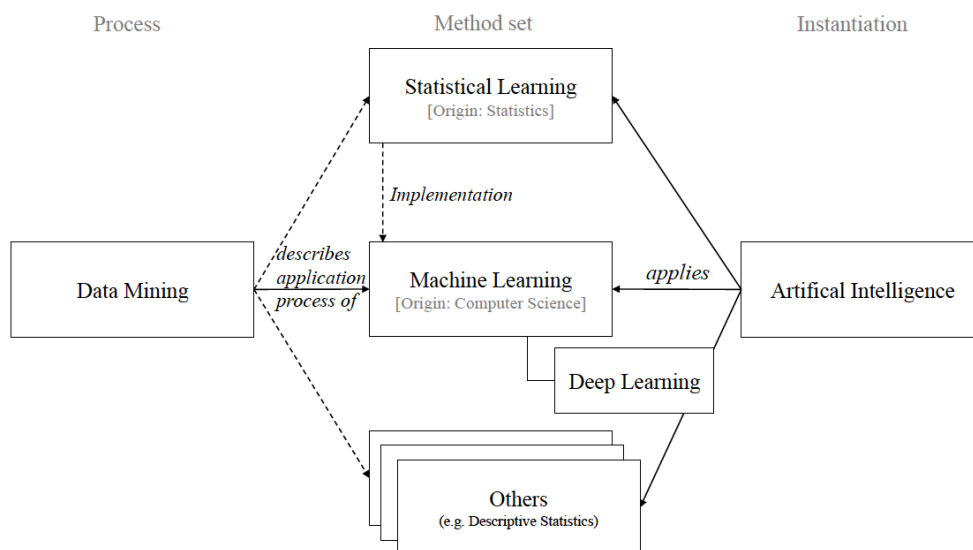 Process
Method set
Instantiation
Statistical Learning
[Origin: Statistics]
Implementation
describes
application
process of
Data Mining
Machine Learning
[Origin: Computer Science]
applies
Artifical Intelligence
Deep Learning
Others
(e.g. Descriptive Statistics)